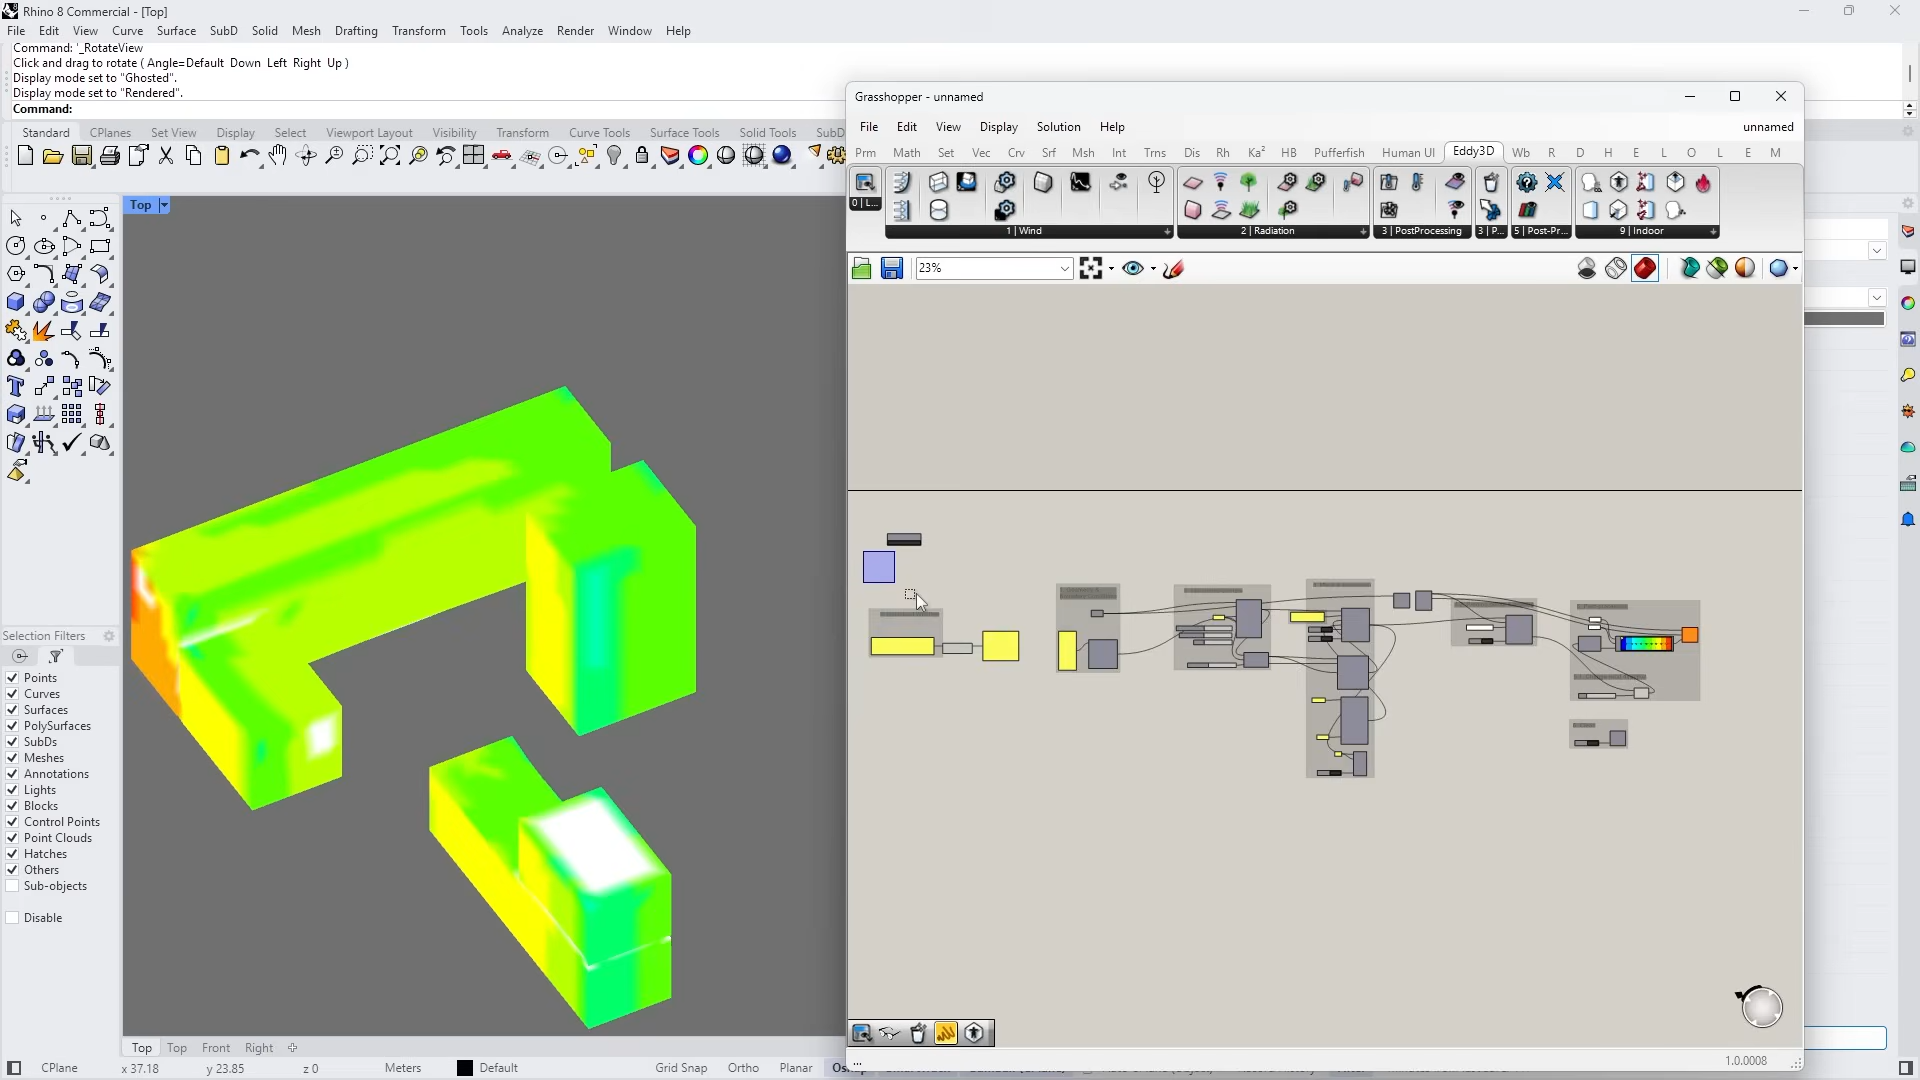 Rhino 8 Commercial - [Top]
File Edit View Curve Surface SubD Solid Mesh Drafting Transform Tools Analyze Render Window Help
Command: '_RotateView
Click and drag to rotate ( Angle=Default Down Left Right Up )
Display mode set to "Ghosted".
Display mode set to "Rendered".
Command:
Standard CPlanes Set View Display Select Viewport Layout Visibility Transform Curve Tools Surface Tools Solid Tools SubD
Top
Grasshopper - unnamed
File Edit View Display Solution Help
unnamed
Prm Math Set Vec Crv Srf Msh Int Trns Dis Rh Ka² HB Pufferfish Human UI Eddy3D Wb R D H E L O L E M
0 | L... 1 | Wind 2 | Radiation 3 | PostProcessing 3 | P... 5 | Post-Pr... 9 | Indoor
23%
Selection Filters
Points
Curves
Surfaces
PolySurfaces
SubDs
Meshes
Annotations
Lights
Blocks
Control Points
Point Clouds
Hatches
Others
Sub-objects
Disable
Top Top Front Right
...
1.0.0008
CPlane x 37.18 y 23.85 z 0 Meters Default Grid Snap Ortho Planar